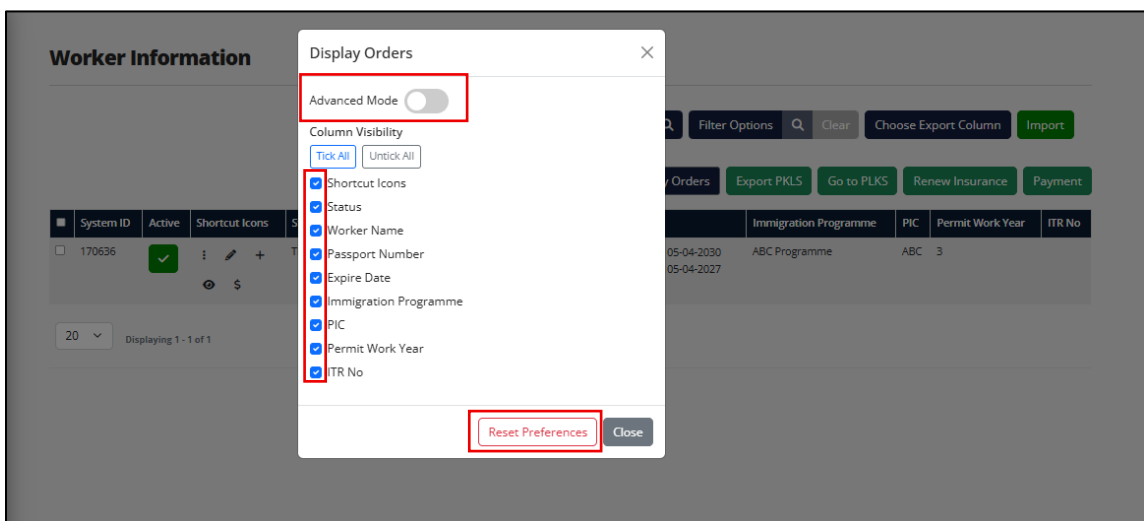 Worker Information
Display Orders
Advanced Mode
Column Visibility
Tick All Untick All
Shortcut Icons
Status
Worker Name
Passport Number
Expire Date
Immigration Programme
PIC
Permit Work Year
ITR No
Reset Preferences Close
Filter Options Clear Choose Export Column Import
Orders Export PKLS Go to PLKS Renew Insurance Payment
System ID Active Shortcut Icons Immigration Programme PIC Permit Work Year ITR No
170636 05-04-2030 ABC Programme ABC 3
05-04-2027
$
20 Displaying 1 - 1 of 1